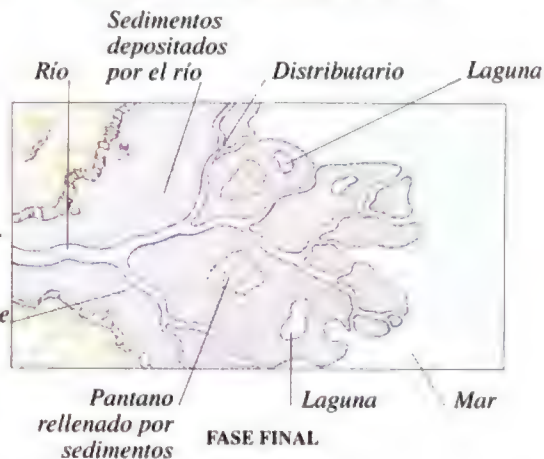 Sedimentos
depositados
por el río
Río
Distributario
Laguna
Pantano
rellenado por
sedimentos
Laguna
Mar
FASE FINAL